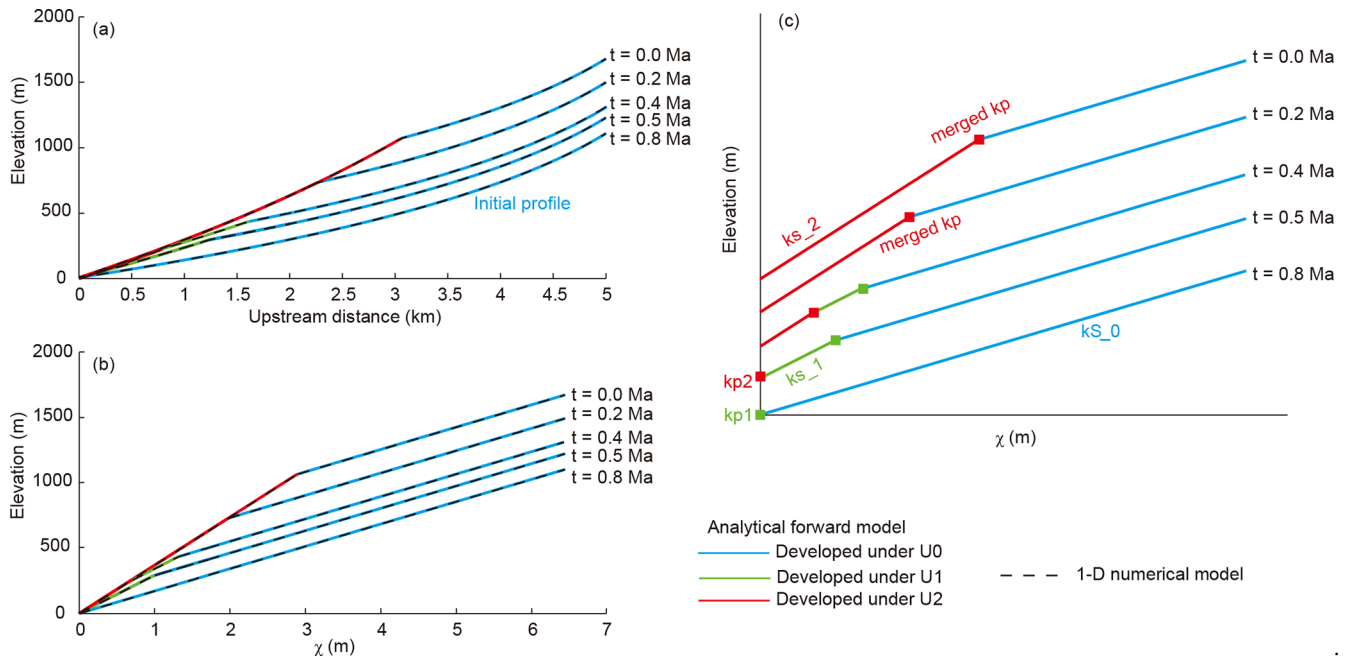 (a)
2000
1500
1000
500
0
Elevation (m)
t = 0.0 Ma
t = 0.2 Ma
t = 0.4 Ma
t = 0.5 Ma
t = 0.8 Ma
Initial profile
0 0.5 1 1.5 2 2.5 3 3.5 4 4.5 5
Upstream distance (km)
(b)
2000
1500
1000
500
0
Elevation (m)
t = 0.0 Ma
t = 0.2 Ma
t = 0.4 Ma
t = 0.5 Ma
t = 0.8 Ma
0 1 2 3 4 5 6 7
χ (m)
(c)
Elevation (m)
t = 0.0 Ma
merged kp
t = 0.2 Ma
ks_2
merged kp
t = 0.4 Ma
t = 0.5 Ma
t = 0.8 Ma
kS_0
ks_1
kp2
kp1
χ (m)
Analytical forward model
Developed under U0
Developed under U1
Developed under U2
1-D numerical model
.